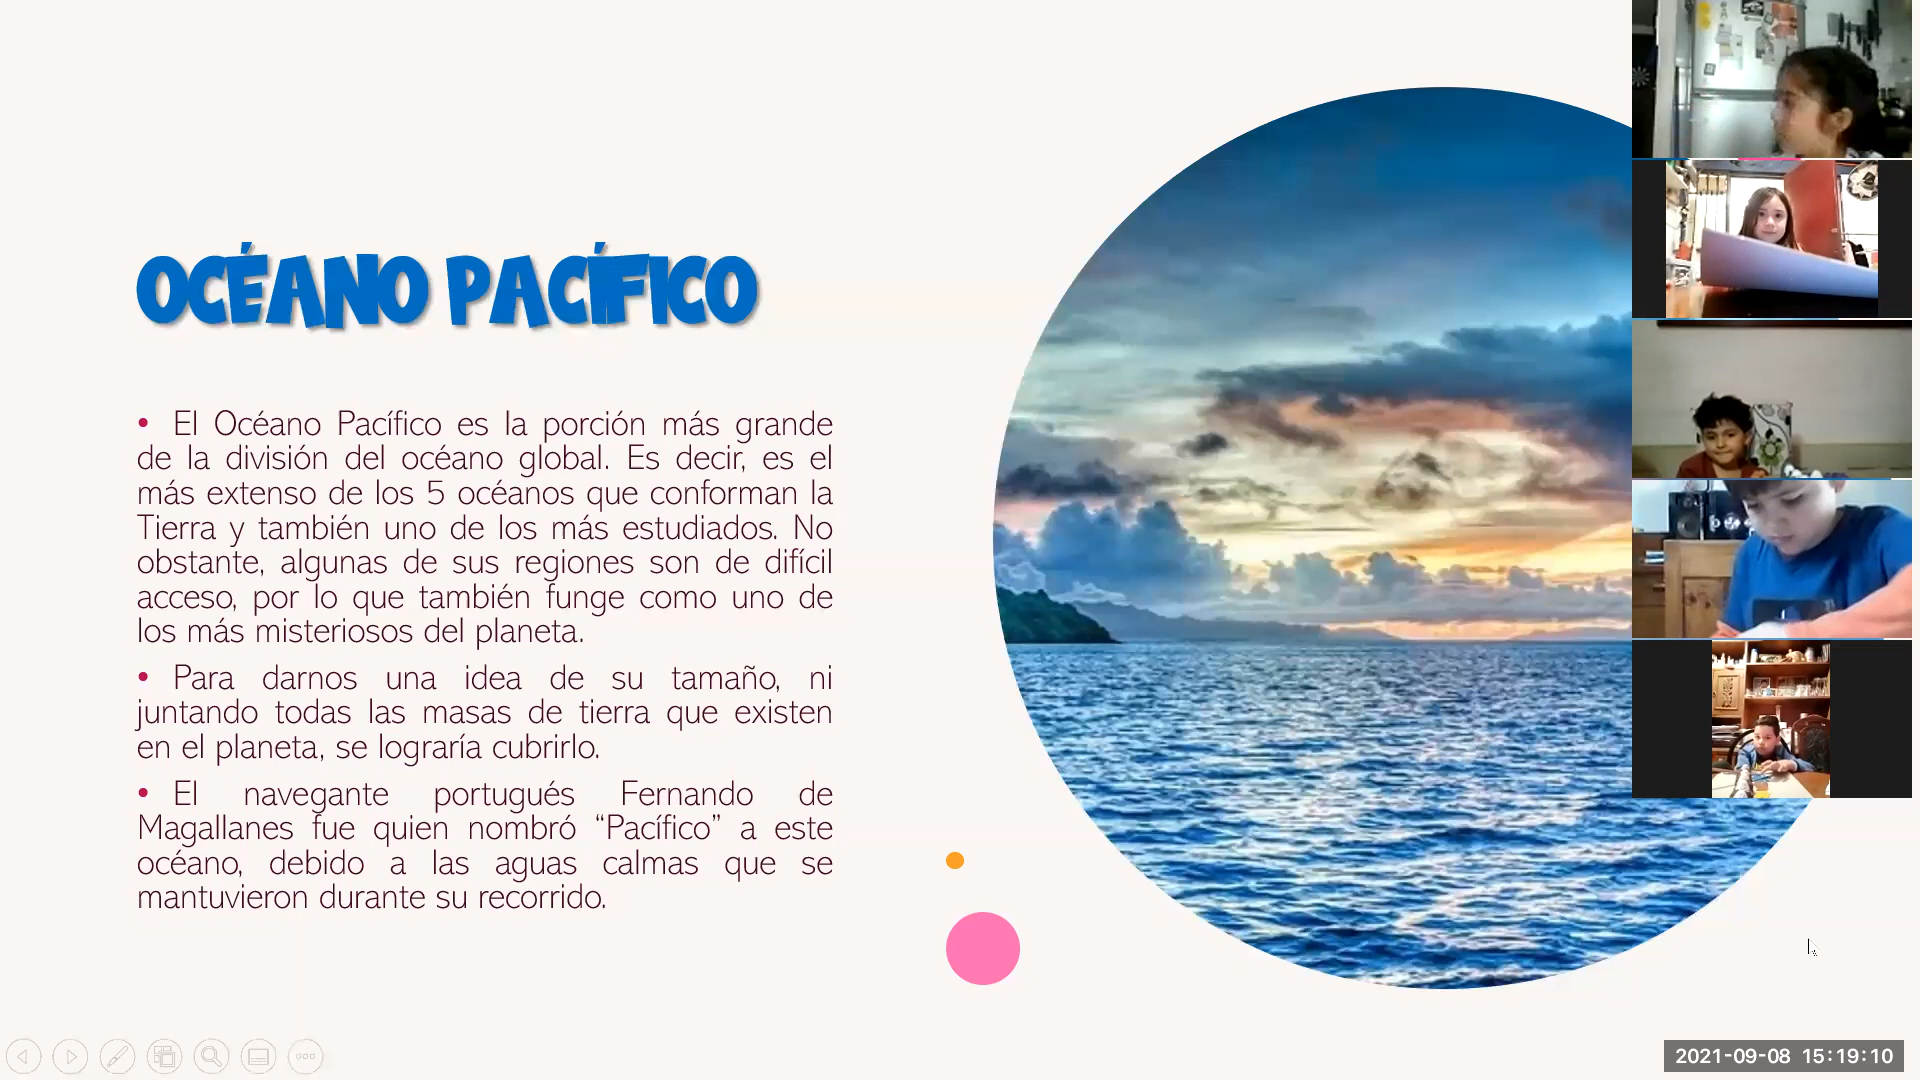 OCÉANO PACÍFICO
• El Océano Pacífico es la porción más grande
de la división del océano global. Es decir, es el
más extenso de los 5 océanos que conforman la
Tierra y también uno de los más estudiados. No
obstante, algunas de sus regiones son de difícil
acceso, por lo que también funge como uno de
los más misteriosos del planeta.
• Para darnos una idea de su tamaño, ni
juntando todas las masas de tierra que existen
en el planeta, se lograría cubrirlo.
• El navegante portugués Fernando de
Magallanes fue quien nombró “Pacífico” a este
océano, debido a las aguas calmas que se
mantuvieron durante su recorrido.
2021-09-08 15:19:10